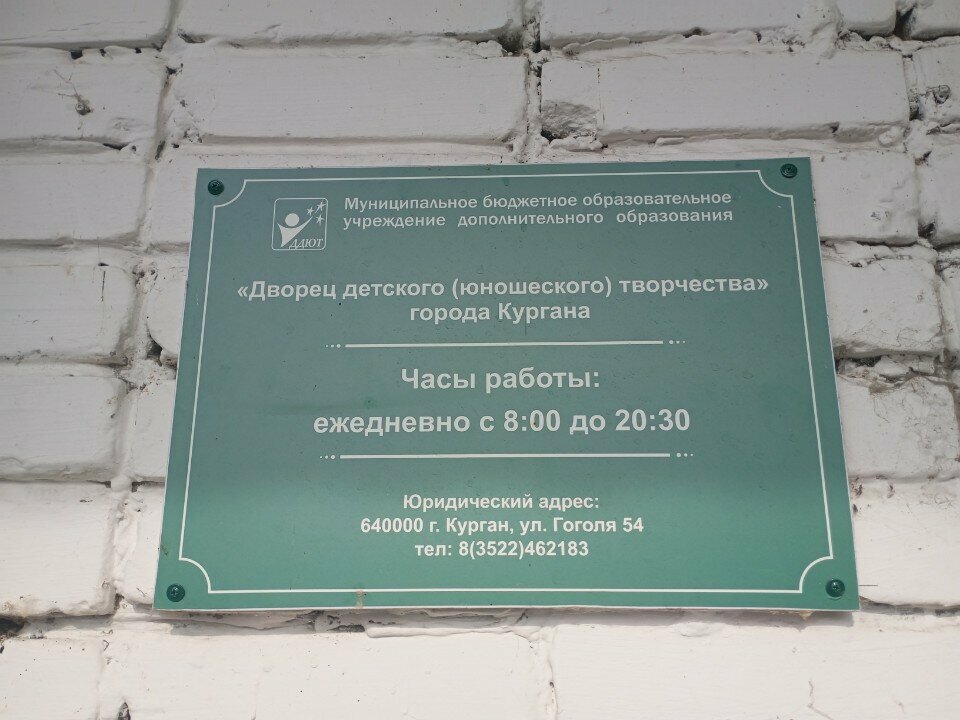 Муниципальное бюджетное образовательное
учреждение дополнительного образования
ДДЮТ
«Дворец детского (юношеского) творчества»
города Кургана
Часы работы:
ежедневно с 8:00 до 20:30
Юридический адрес:
640000 г. Курган, ул. Гоголя 54
тел: 8(3522)462183